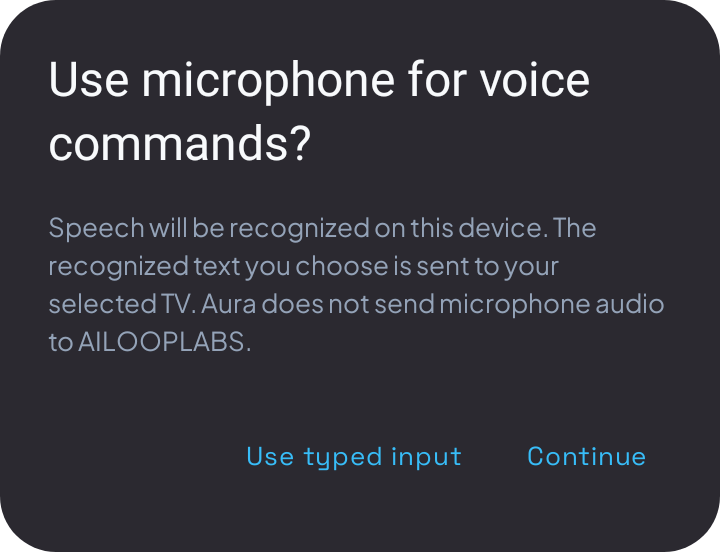 Use microphone for voice
commands?
Speech will be recognized on this device. The
recognized text you choose is sent to your
selected TV. Aura does not send microphone audio
to AILOOPLABS.
Use typed input
Continue